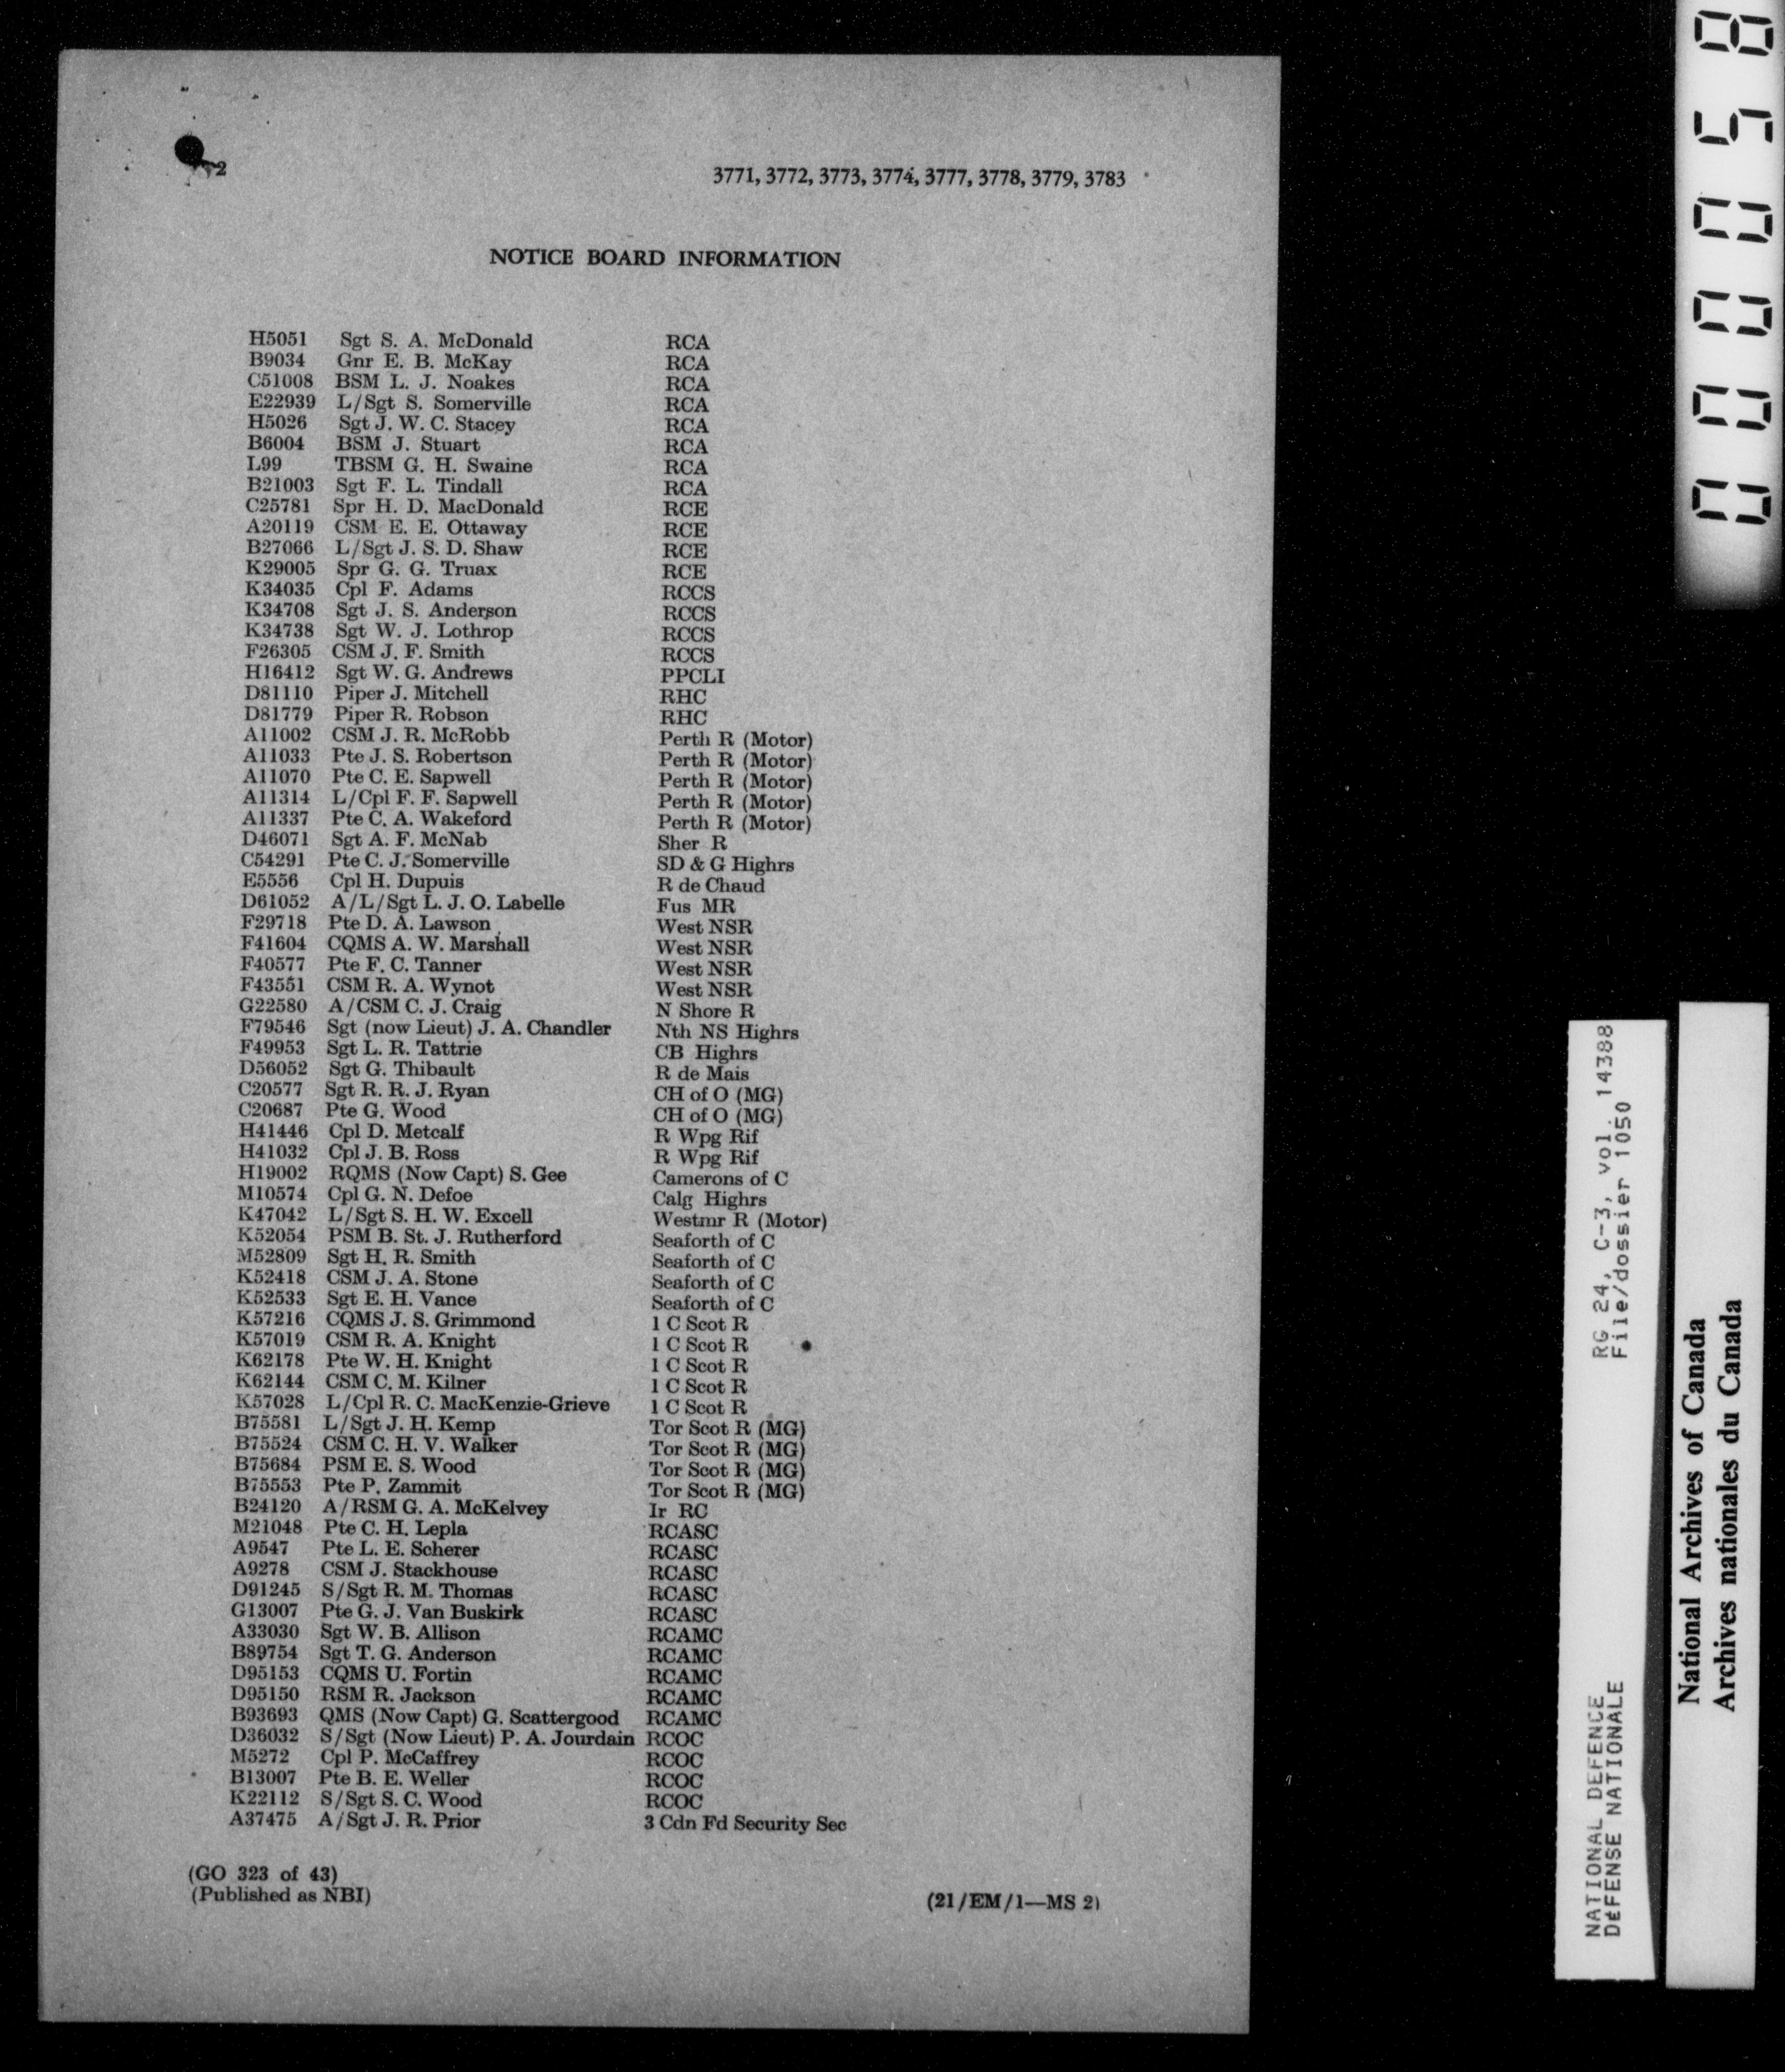 2
3771, 3772, 3773, 3774, 3777, 3778, 3779, 3783
NOTICE BOARD INFORMATION
H5051 Sgt S. A. McDonald RCA
B9034 Gnr E. B. McKay RCA
C51008 BSM L. J. Noakes RCA
E22939 L/Sgt S. Somerville RCA
H5026 Sgt J. W. C. Stacey RCA
B6004 BSM J. Stuart RCA
L99 TBSM G. H. Swaine RCA
B21003 Sgt F. L. Tindall RCA
C25781 Spr H. D. MacDonald RCE
A20119 CSM E. E. Ottaway RCE
B27066 L/Sgt J. S. D. Shaw RCE
K29005 Spr G. G. Truax RCE
K34035 Cpl F. Adams RCCS
K34708 Sgt J. S. Anderson RCCS
K34738 Sgt W. J. Lothrop RCCS
F26305 CSM J. F. Smith RCCS
H16412 Sgt W. G. Andrews PPCLI
D81110 Piper J. Mitchell RHC
D81779 Piper R. Robson RHC
A11002 CSM J. R. McRobb Perth R (Motor)
A11033 Pte J. S. Robertson Perth R (Motor)
A11070 Pte C. E. Sapwell Perth R (Motor)
A11314 L/Cpl F. F. Sapwell Perth R (Motor)
A11337 Pte C. A. Wakeford Perth R (Motor)
D46071 Sgt A. F. McNab Sher R
C54291 Pte C. J. Somerville SD & G Highrs
E5556 Cpl H. Dupuis R de Chaud
D61052 A/L/Sgt L. J. O. Labelle Fus MR
F29718 Pte D. A. Lawson West NSR
F41604 CQMS A. W. Marshall West NSR
F40577 Pte F. C. Tanner West NSR
F43551 CSM R. A. Wynot West NSR
G22580 A/CSM C. J. Craig N Shore R
F79546 Sgt (now Lieut) J. A. Chandler Nth NS Highrs
F49953 Sgt L. R. Tattrie CB Highrs
D56052 Sgt G. Thibault R de Mais
C20577 Sgt R. R. J. Ryan CH of O (MG)
C20687 Pte G. Wood CH of O (MG)
H41446 Cpl D. Metcalf R Wpg Rif
H41032 Cpl J. B. Ross R Wpg Rif
H19002 RQMS (Now Capt) S. Gee Camerons of C
M10574 Cpl G. N. Defoe Calg Highrs
K47042 L/Sgt S. H. W. Excell Westmr R (Motor)
K52054 PSM B. St. J. Rutherford Seaforth of C
M52809 Sgt H. R. Smith Seaforth of C
K52418 CSM J. A. Stone Seaforth of C
K52533 Sgt E. H. Vance Seaforth of C
K57216 CQMS J. S. Grimmond 1 C Scot R
K57019 CSM R. A. Knight 1 C Scot R
K62178 Pte W. H. Knight 1 C Scot R
K62144 CSM C. M. Kilner 1 C Scot R
K57028 L/Cpl R. C. MacKenzie-Grieve 1 C Scot R
B75581 L/Sgt J. H. Kemp Tor Scot R (MG)
B75524 CSM C. H. V. Walker Tor Scot R (MG)
B75684 PSM E. S. Wood Tor Scot R (MG)
B75553 Pte P. Zammit Tor Scot R (MG)
B24120 A/RSM G. A. McKelvey Ir RC
M21048 Pte C. H. Lepla RCASC
A9547 Pte L. E. Scherer RCASC
A9278 CSM J. Stackhouse RCASC
D91245 S/Sgt R. M. Thomas RCASC
G13007 Pte G. J. Van Buskirk RCASC
A33030 Sgt W. B. Allison RCAMC
B89754 Sgt T. G. Anderson RCAMC
D95153 CQMS U. Fortin RCAMC
D95150 RSM R. Jackson RCAMC
B93693 QMS (Now Capt) G. Scattergood RCAMC
D36032 S/Sgt (Now Lieut) P. A. Jourdain RCOC
M5272 Cpl P. McCaffrey RCOC
B13007 Pte B. E. Weller RCOC
K22112 S/Sgt S. C. Wood RCOC
A37475 A/Sgt J. R. Prior 3 Cdn Fd Security Sec
(GO 323 of 43)
(Published as NBI)
(21/EM/1—MS 2)
000058
NATIONAL DEFENCE RG 24, C-3, vol. 14388
DÉFENSE NATIONALE File/dossier 1050
National Archives of Canada
Archives nationales du Canada